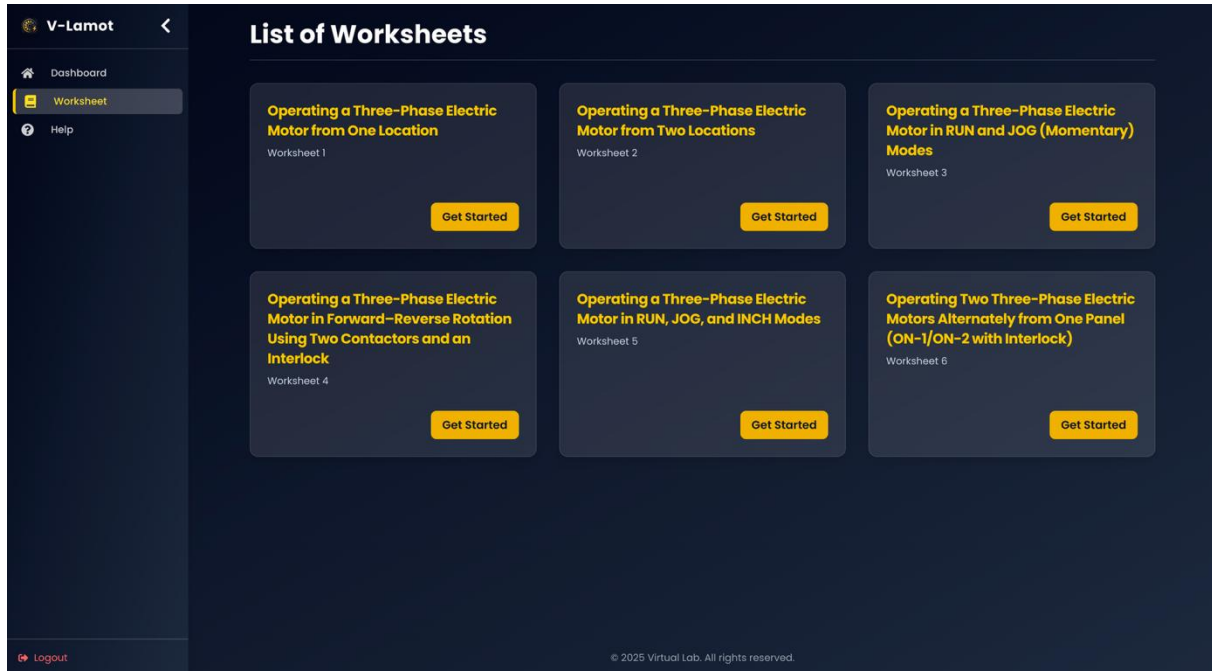 V-Lamot
Dashboard
Worksheet
Help
Logout
List of Worksheets
Operating a Three-Phase Electric
Motor from One Location
Worksheet 1
Get Started
Operating a Three-Phase Electric
Motor from Two Locations
Worksheet 2
Get Started
Operating a Three-Phase Electric
Motor in RUN and JOG (Momentary)
Modes
Worksheet 3
Get Started
Operating a Three-Phase Electric
Motor in Forward–Reverse Rotation
Using Two Contactors and an
Interlock
Worksheet 4
Get Started
Operating a Three-Phase Electric
Motor in RUN, JOG, and INCH Modes
Worksheet 5
Get Started
Operating Two Three-Phase Electric
Motors Alternately from One Panel
(ON-1/ON-2 with Interlock)
Worksheet 6
Get Started
© 2025 Virtual Lab. All rights reserved.